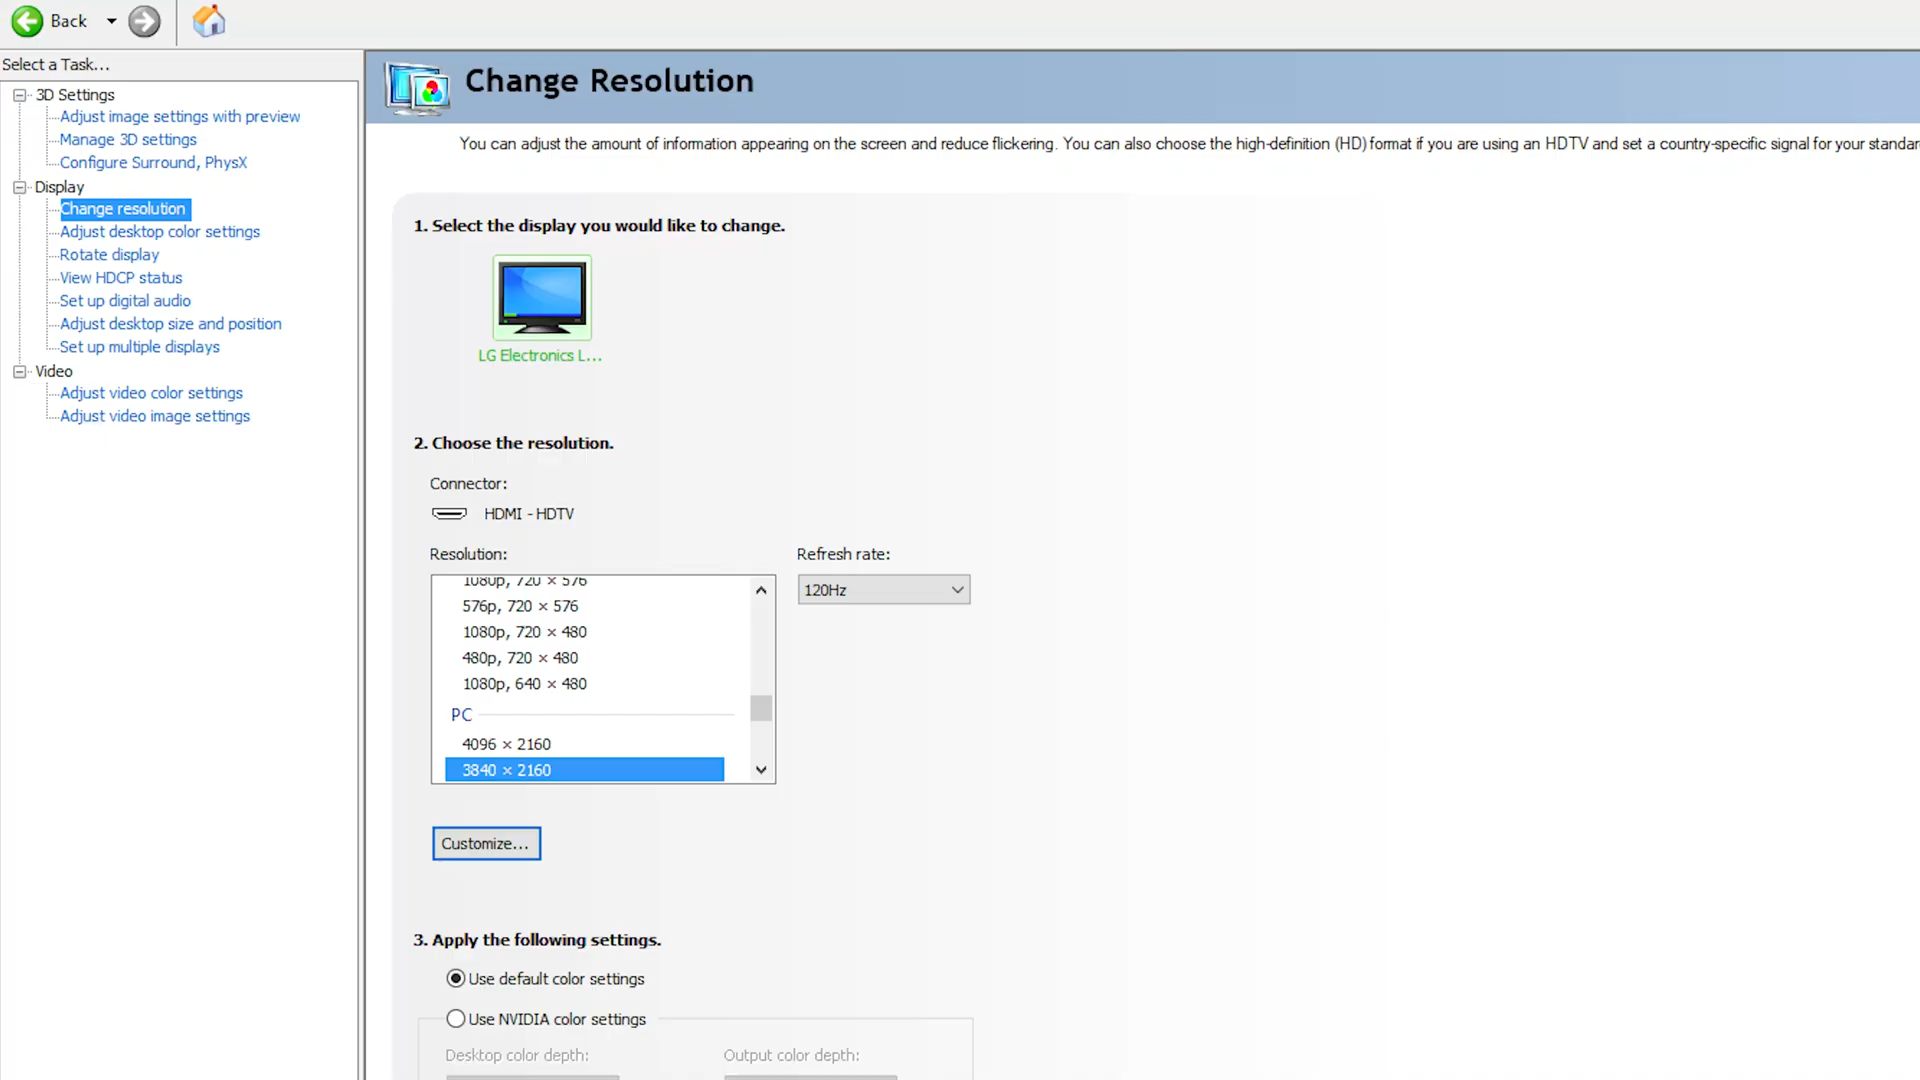 Back
Select a Task...
3D Settings
Adjust image settings with preview
Manage 3D settings
Configure Surround, PhysX
Display
Change resolution
Adjust desktop color settings
Rotate display
View HDCP status
Set up digital audio
Adjust desktop size and position
Set up multiple displays
Video
Adjust video color settings
Adjust video image settings
Change Resolution
You can adjust the amount of information appearing on the screen and reduce flickering. You can also choose the high-definition (HD) format if you are using an HDTV and set a country-specific signal for your standar
1. Select the display you would like to change.
LG Electronics L...
2. Choose the resolution.
Connector:
HDMI - HDTV
Resolution:
Refresh rate:
1080p, 720 × 576
120Hz
576p, 720 × 576
1080p, 720 × 480
480p, 720 × 480
1080p, 640 × 480
PC
4096 × 2160
3840 × 2160
Customize...
3. Apply the following settings.
Use default color settings
Use NVIDIA color settings
Desktop color depth:
Output color depth: